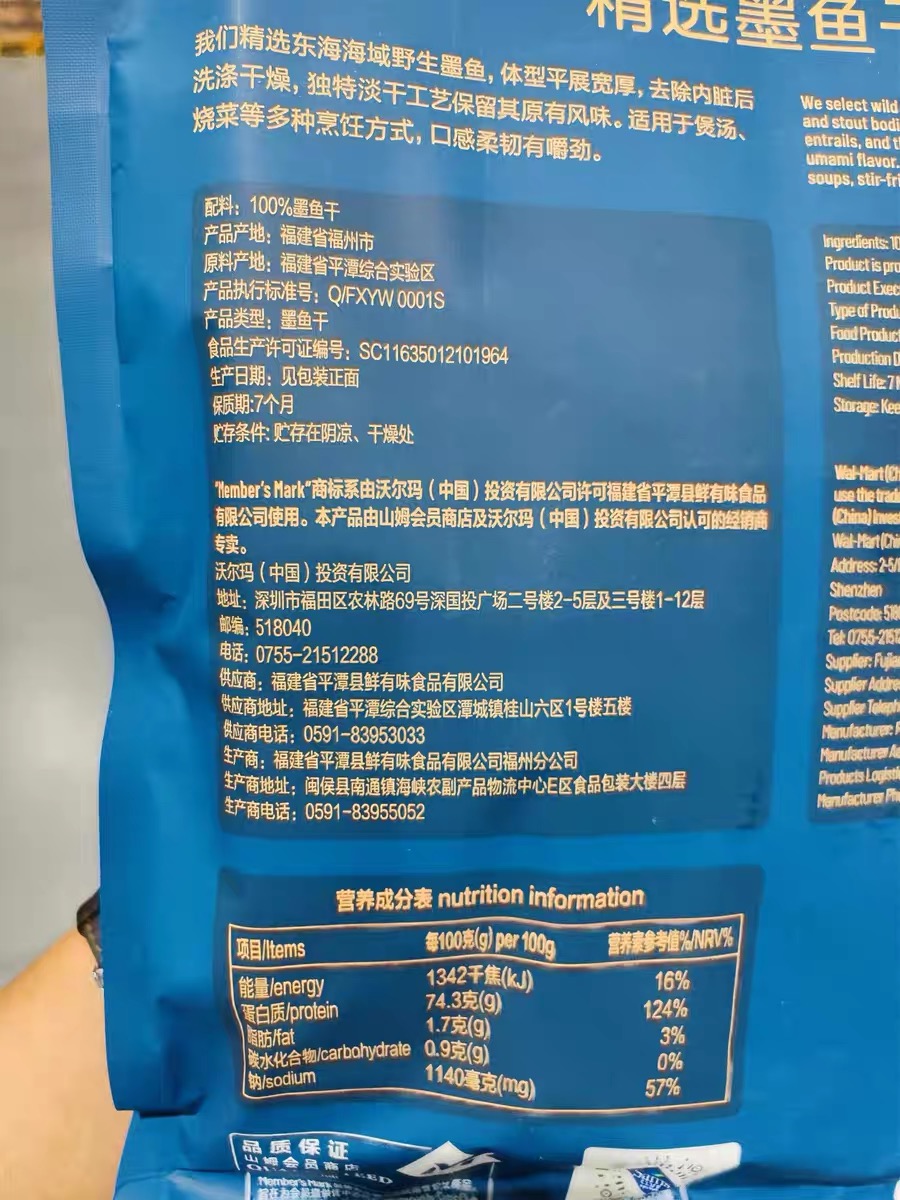 精选墨鱼干
我们精选东海海域野生墨鱼，体型平展宽厚，去除内脏后
洗涤干燥，独特淡干工艺保留其原有风味。适用于煲汤、
烧菜等多种烹饪方式，口感柔韧有嚼劲。
配料：100%墨鱼干
产品产地：福建省福州市
原料产地：福建省平潭综合实验区
产品执行标准号：Q/FXYW 0001S
产品类型：墨鱼干
食品生产许可证编号：SC11635012101964
生产日期：见包装正面
保质期:7个月
贮存条件:贮存在阴凉、干燥处
"Member's Mark"商标系由沃尔玛（中国）投资有限公司许可福建省平潭县鲜有味食品
有限公司使用。本产品由山姆会员商店及沃尔玛（中国）投资有限公司认可的经销商
专卖。
沃尔玛（中国）投资有限公司
地址：深圳市福田区农林路69号深国投广场二号楼2-5层及三号楼1-12层
邮编：518040
电话：0755-21512288
供应商：福建省平潭县鲜有味食品有限公司
供应商地址：福建省平潭综合实验区潭城镇桂山六区1号楼五楼
供应商电话：0591-83953033
生产商：福建省平潭县鲜有味食品有限公司福州分公司
生产商地址：闽侯县南通镇海峡农副产品物流中心E区食品包装大楼四层
生产商电话：0591-83955052
We select wild
and stout bodi
entrails, and t
umami flavor.
soups, stir-fri
Ingredients: 10
Product is pro
Product Exec
Type of Produ
Food Product
Production D
Shelf Life: 7 M
Storage: Kee
Wal-Mart (Ch
use the trade
(China) Inves
Wal-Mart (Chi
Address: 2-5/
Shenzhen
Postcode: 518
Tel: 0755-2151
Supplier: Fujia
Supplier Addre
Supplier Teleph
Manufacturer: F
Manufacturer Ad
Products Logisti
Manufacturer Ph
营养成分表 nutrition information
项目/Items 每100克(g) per 100g 营养素参考值%/NRV%
能量/energy 1342千焦(kJ) 16%
蛋白质/protein 74.3克(g) 124%
脂肪/fat 1.7克(g) 3%
碳水化合物/carbohydrate 0.9克(g) 0%
钠/sodium 1140毫克(mg) 57%
品质保证
山姆会员商店
Member's Mark